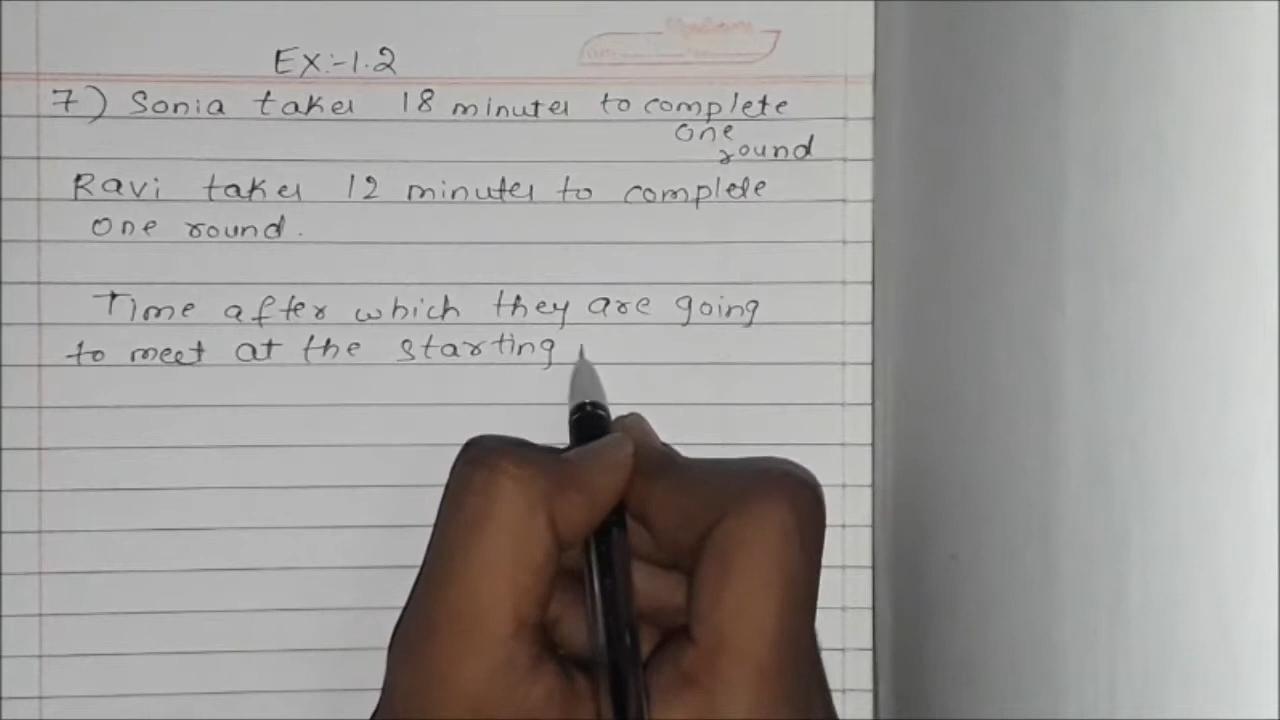 EX:-1.2
7) Sonia takes 18 minutes to complete
one
round
Ravi takes 12 minutes to complete
one round.
Time after which they are going
to meet at the starting